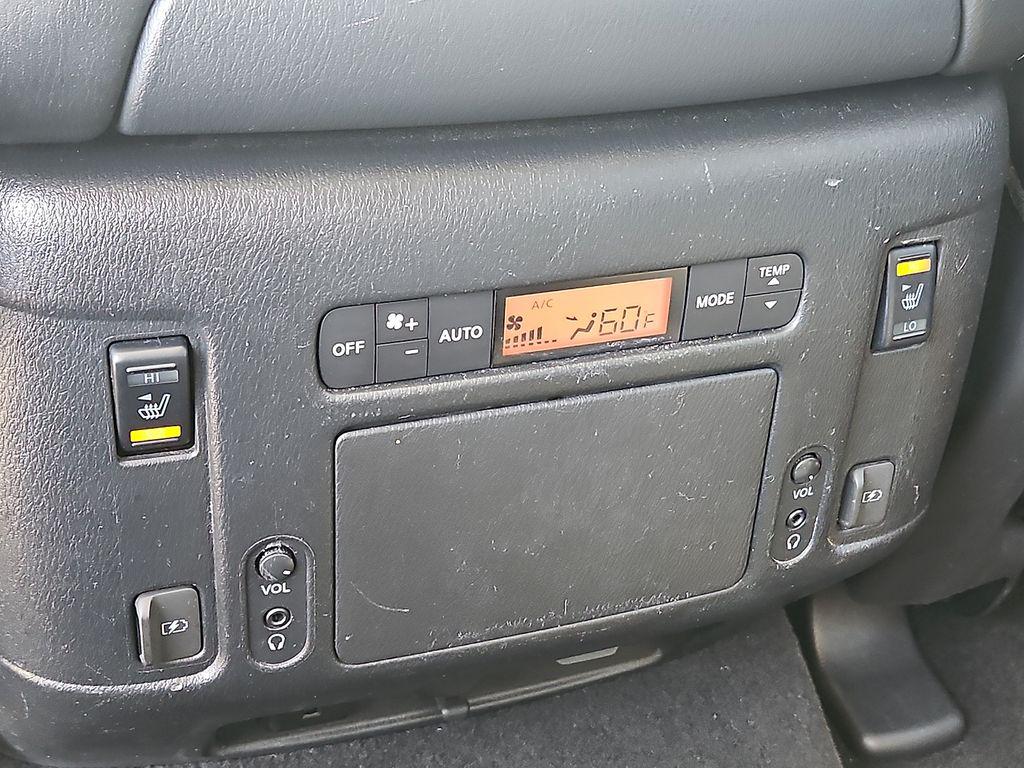 HI
OFF
+
-
AUTO
A/C
60F
MODE
TEMP
LO
VOL
VOL